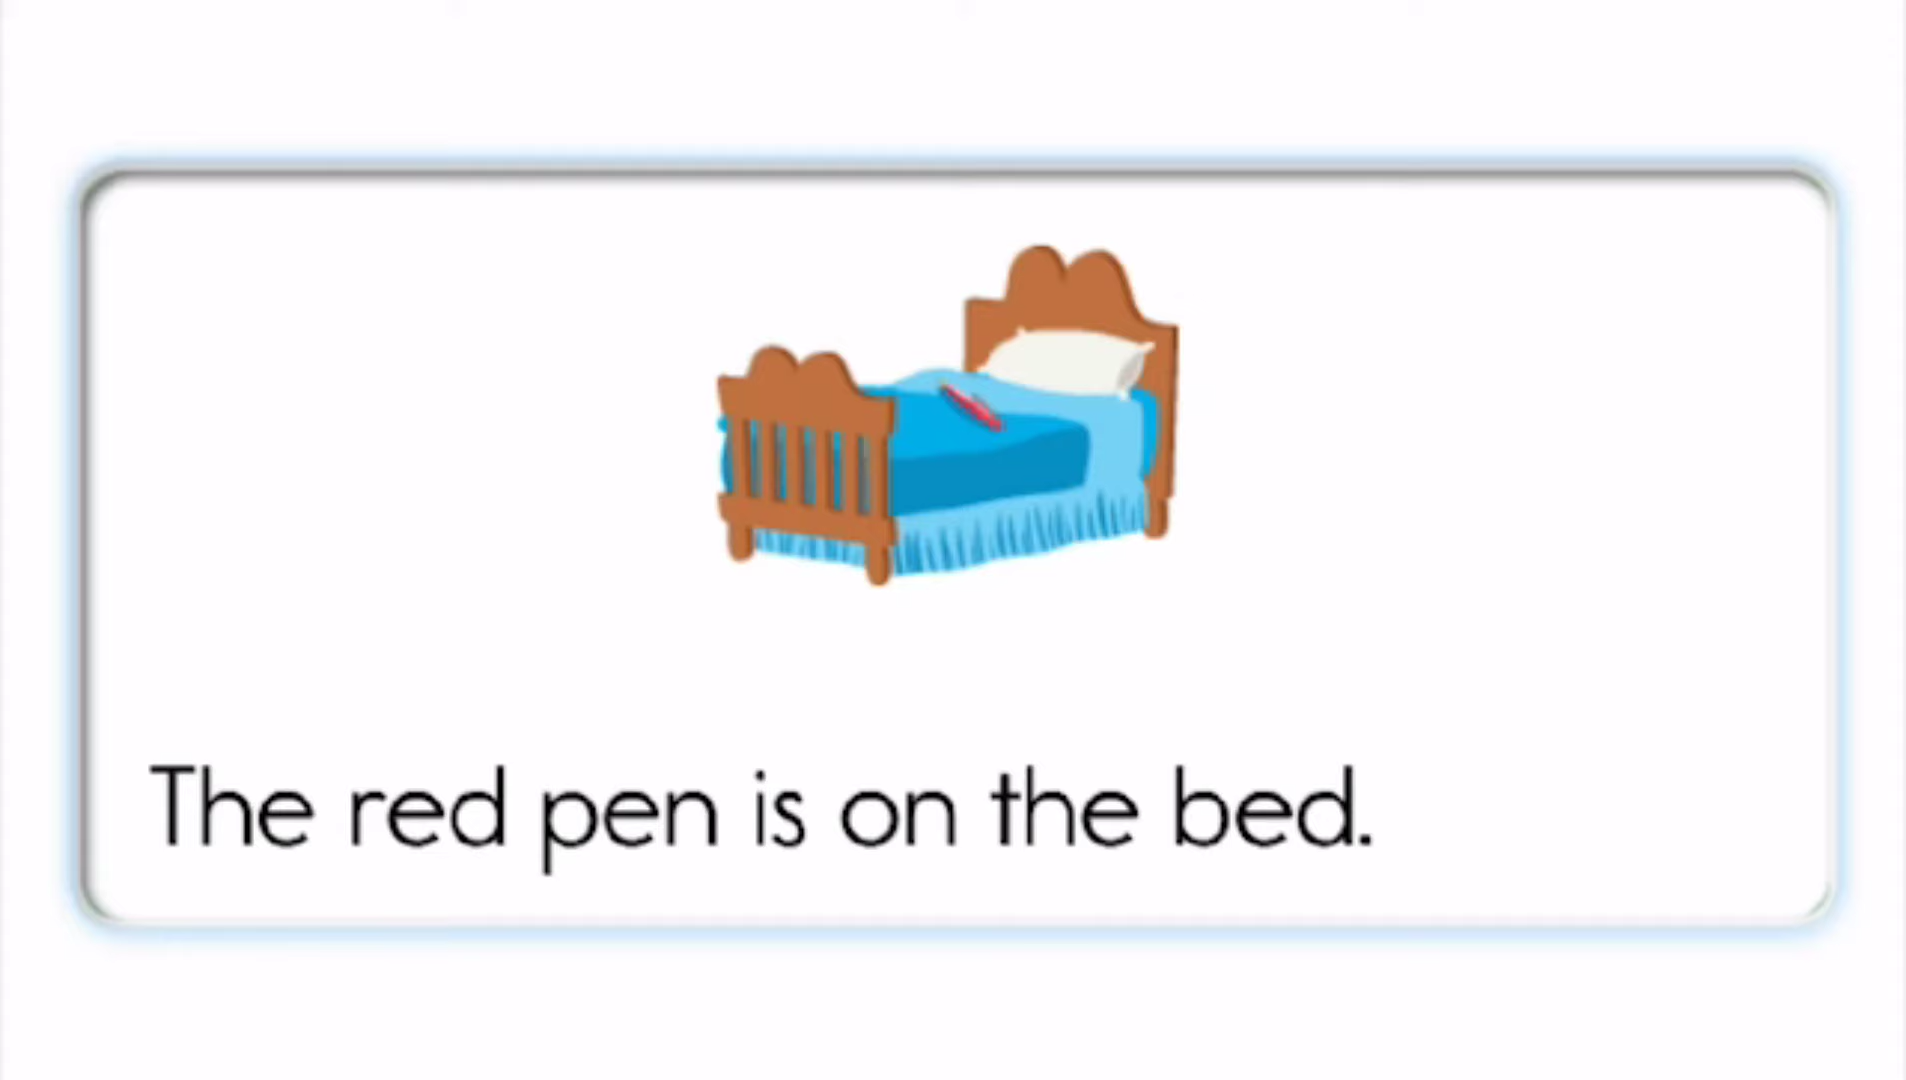 The red pen is on the bed.